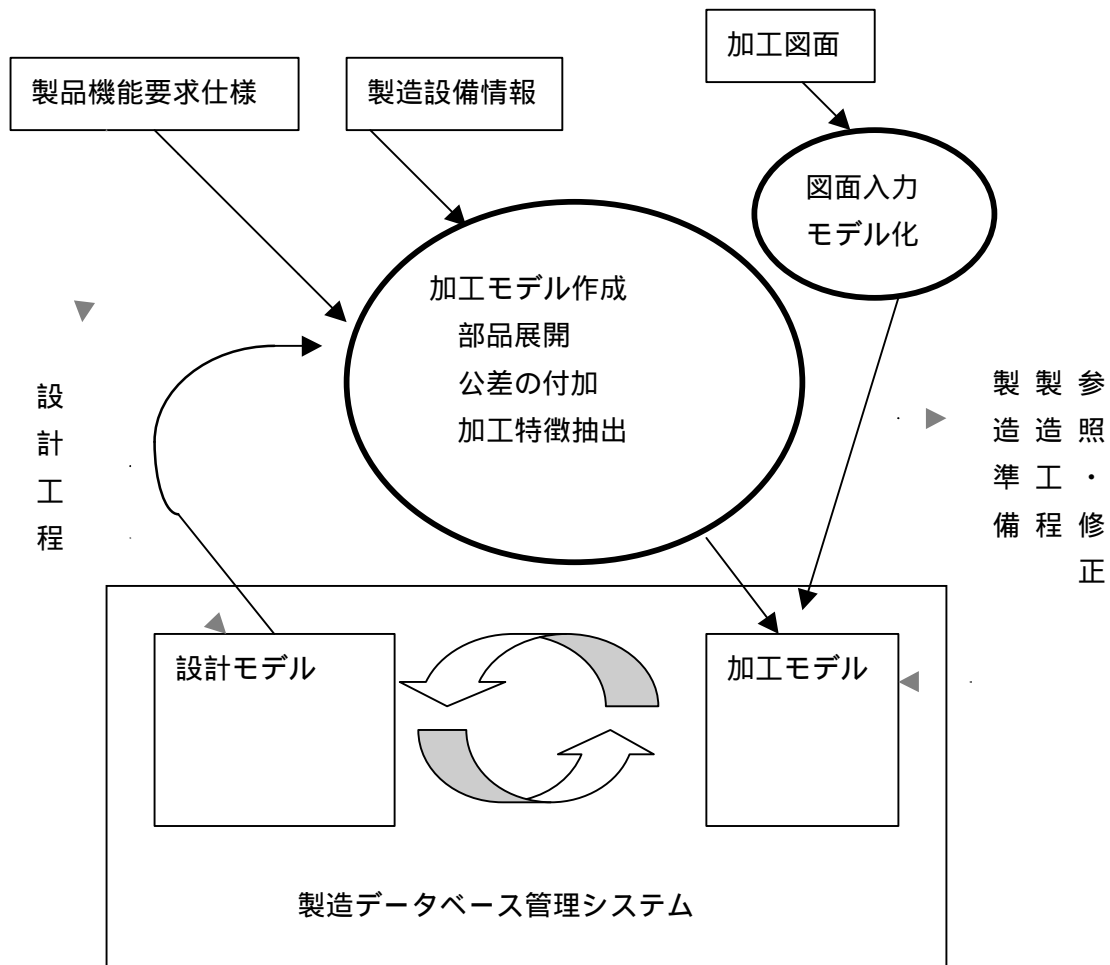 加工図面
製品機能要求仕様
製造設備情報
図面入力
モデル化
加工モデル作成
部品展開
公差の付加
加工特徴抽出
設計工程
参照・修正
製造工程
製造準備
設計モデル
加工モデル
製造データベース管理システム